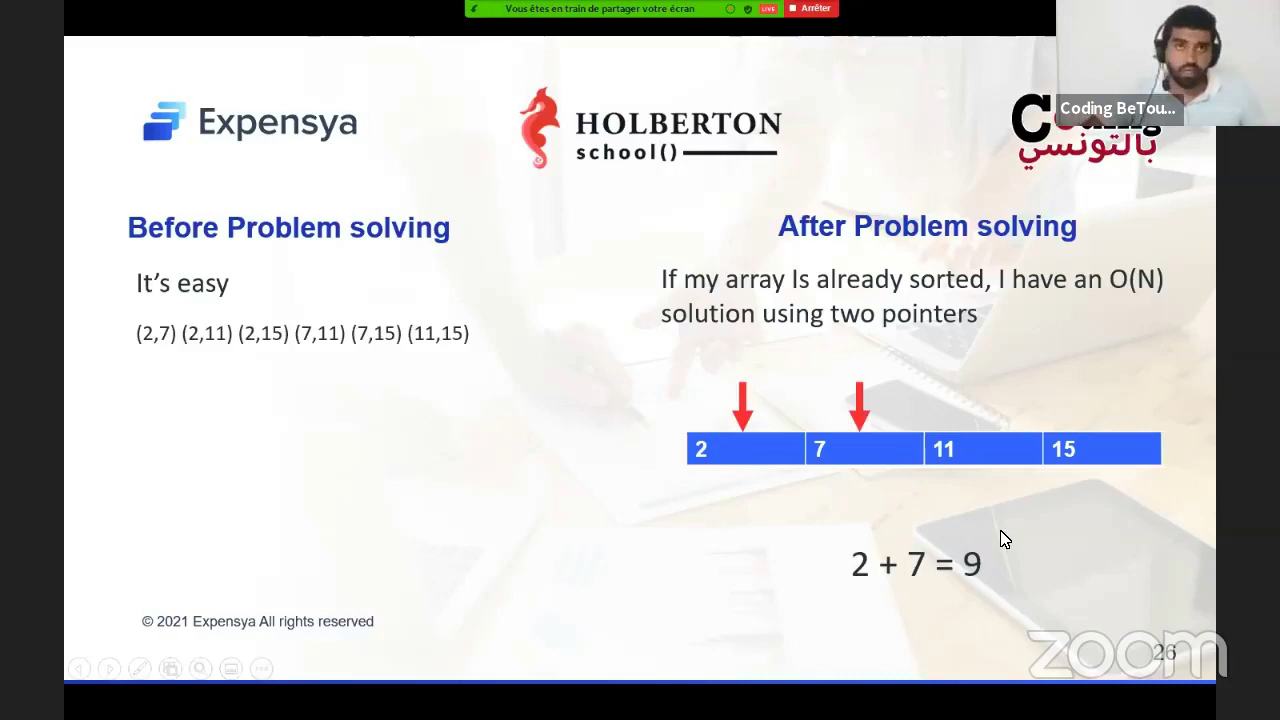 Vous êtes en train de partager votre écran
LIVE
Arrêter
Coding BeTou...
Expensya
HOLBERTON
school()
بالتونسي
Before Problem solving
It’s easy
(2,7) (2,11) (2,15) (7,11) (7,15) (11,15)
After Problem solving
If my array Is already sorted, I have an O(N)
solution using two pointers
2 7 11 15
2 + 7 = 9
© 2021 Expensya All rights reserved
26
zoom